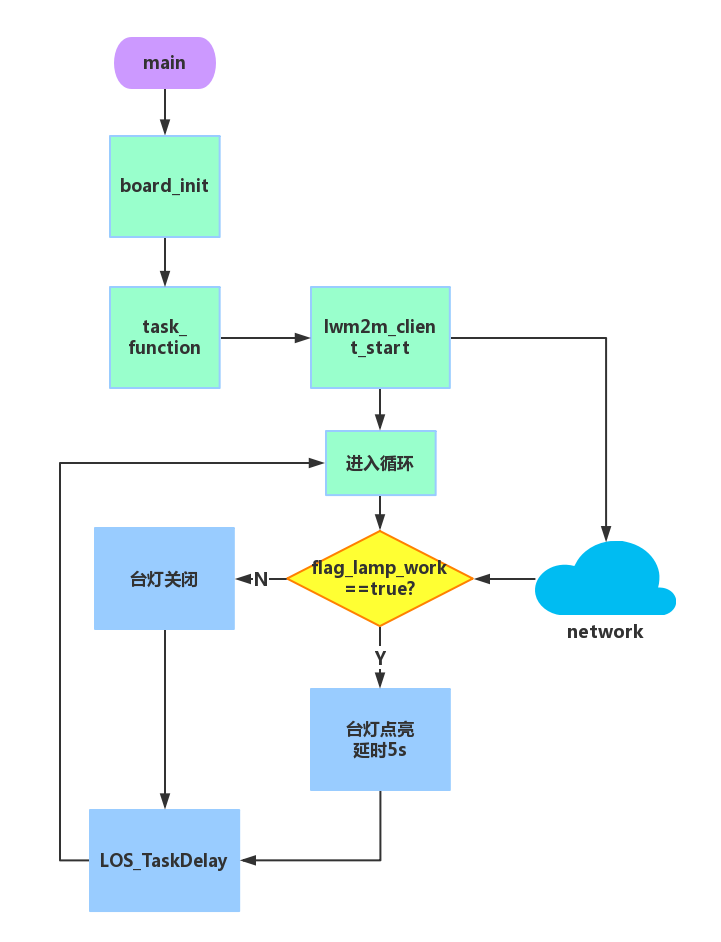 main
board_init
task_
function
lwm2m_clien
t_start
进入循环
flag_lamp_work
==true?
network
N
台灯关闭
Y
台灯点亮
延时5s
LOS_TaskDelay